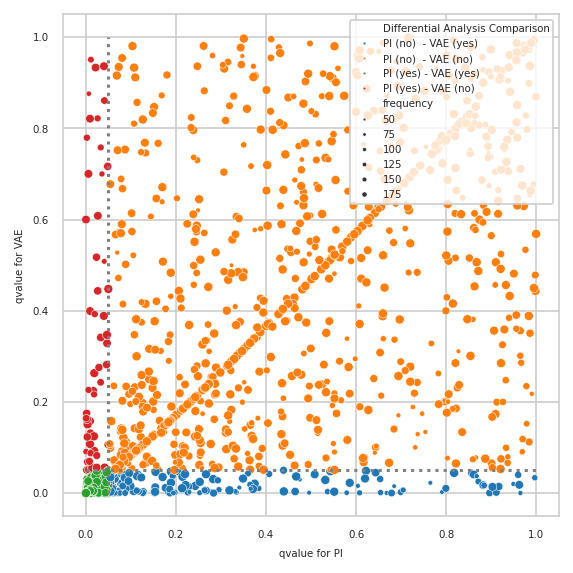 Differential Analysis Comparison
PI (no) - VAE (yes)
PI (no) - VAE (no)
PI (yes) - VAE (yes)
PI (yes) - VAE (no)
frequency
50
75
100
125
150
175
1.0
0.8
0.6
0.4
0.2
0.0
qvalue for VAE
0.0 0.2 0.4 0.6 0.8 1.0
qvalue for PI